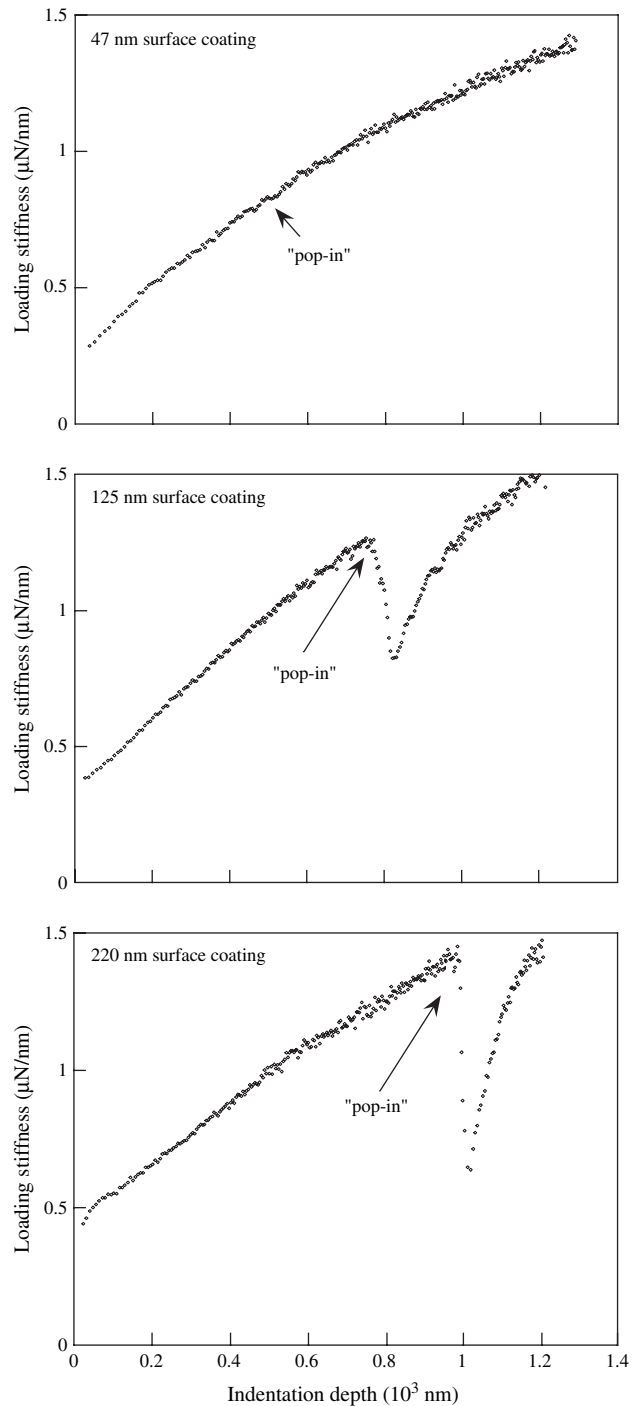 47 nm surface coating
1.5
1
0.5
0
Loading stiffness (μN/nm)
"pop-in"
125 nm surface coating
1.5
1
0.5
0
Loading stiffness (μN/nm)
"pop-in"
220 nm surface coating
1.5
1
0.5
0
Loading stiffness (μN/nm)
"pop-in"
0 0.2 0.4 0.6 0.8 1 1.2 1.4
Indentation depth (10³ nm)